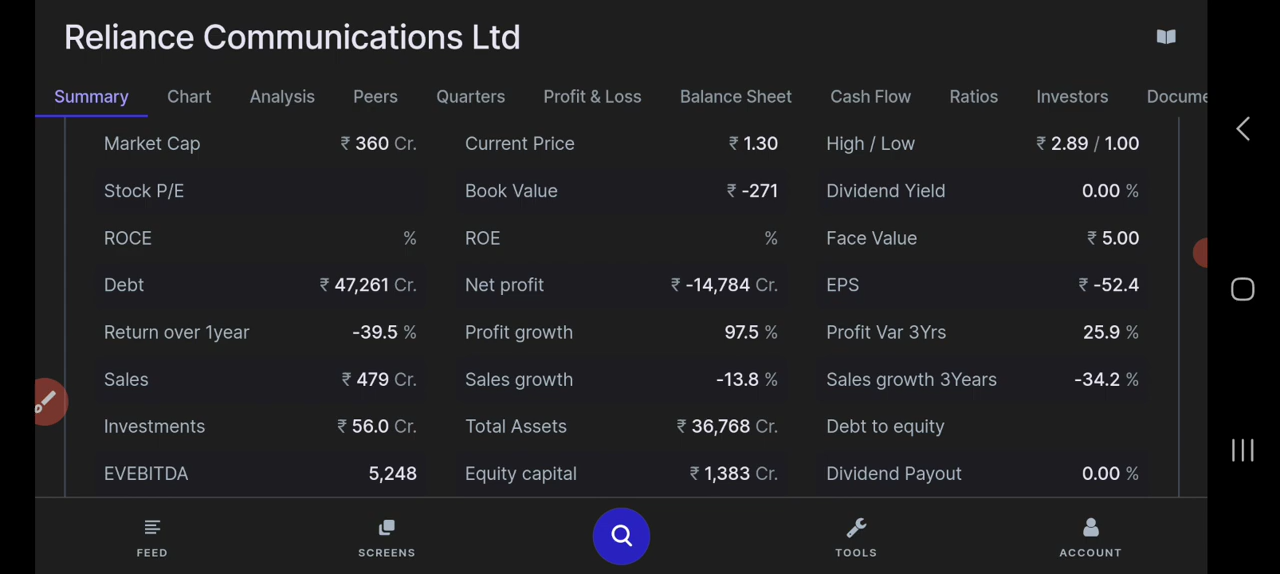 Reliance Communications Ltd
Summary Chart Analysis Peers Quarters Profit & Loss Balance Sheet Cash Flow Ratios Investors Docume
Market Cap ₹ 360 Cr. Current Price ₹ 1.30 High / Low ₹ 2.89 / 1.00
Stock P/E Book Value ₹ -271 Dividend Yield 0.00 %
ROCE % ROE % Face Value ₹ 5.00
Debt ₹ 47,261 Cr. Net profit ₹ -14,784 Cr. EPS ₹ -52.4
Return over 1year -39.5 % Profit growth 97.5 % Profit Var 3Yrs 25.9 %
Sales ₹ 479 Cr. Sales growth -13.8 % Sales growth 3Years -34.2 %
Investments ₹ 56.0 Cr. Total Assets ₹ 36,768 Cr. Debt to equity
EVEBITDA 5,248 Equity capital ₹ 1,383 Cr. Dividend Payout 0.00 %
FEED SCREENS TOOLS ACCOUNT